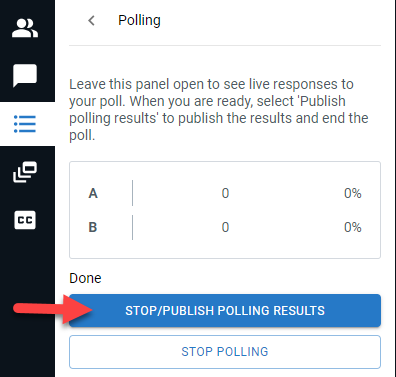 Polling
Leave this panel open to see live responses to
your poll. When you are ready, select 'Publish
polling results' to publish the results and end the
poll.
A 0 0%
B 0 0%
CC
Done
STOP/PUBLISH POLLING RESULTS
STOP POLLING